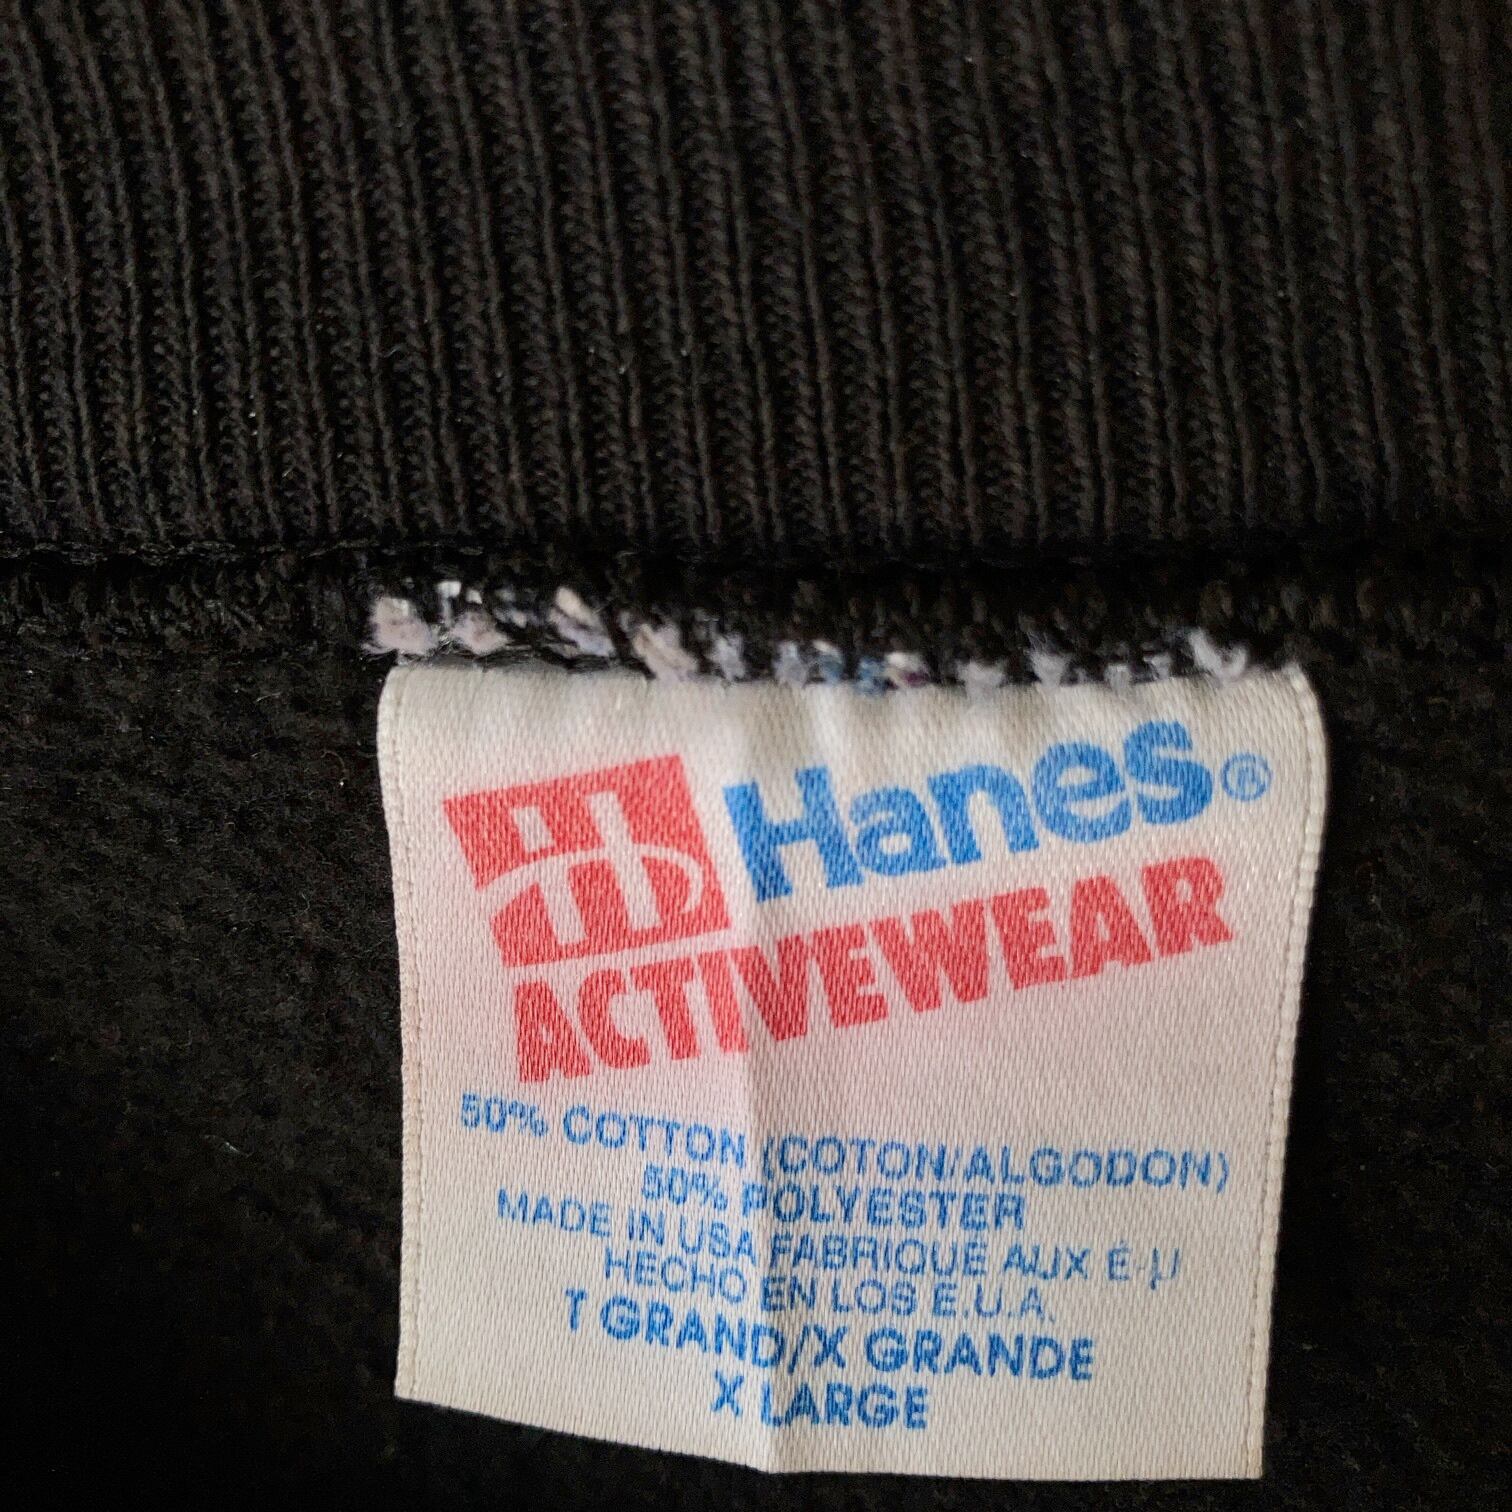 Hanes®
ACTIVEWEAR
50% COTTON (COTON/ALGODON)
50% POLYESTER
MADE IN USA FABRIQUÉ AUX É-U
HECHO EN LOS E.U.A.
T GRAND/X GRANDE
X LARGE